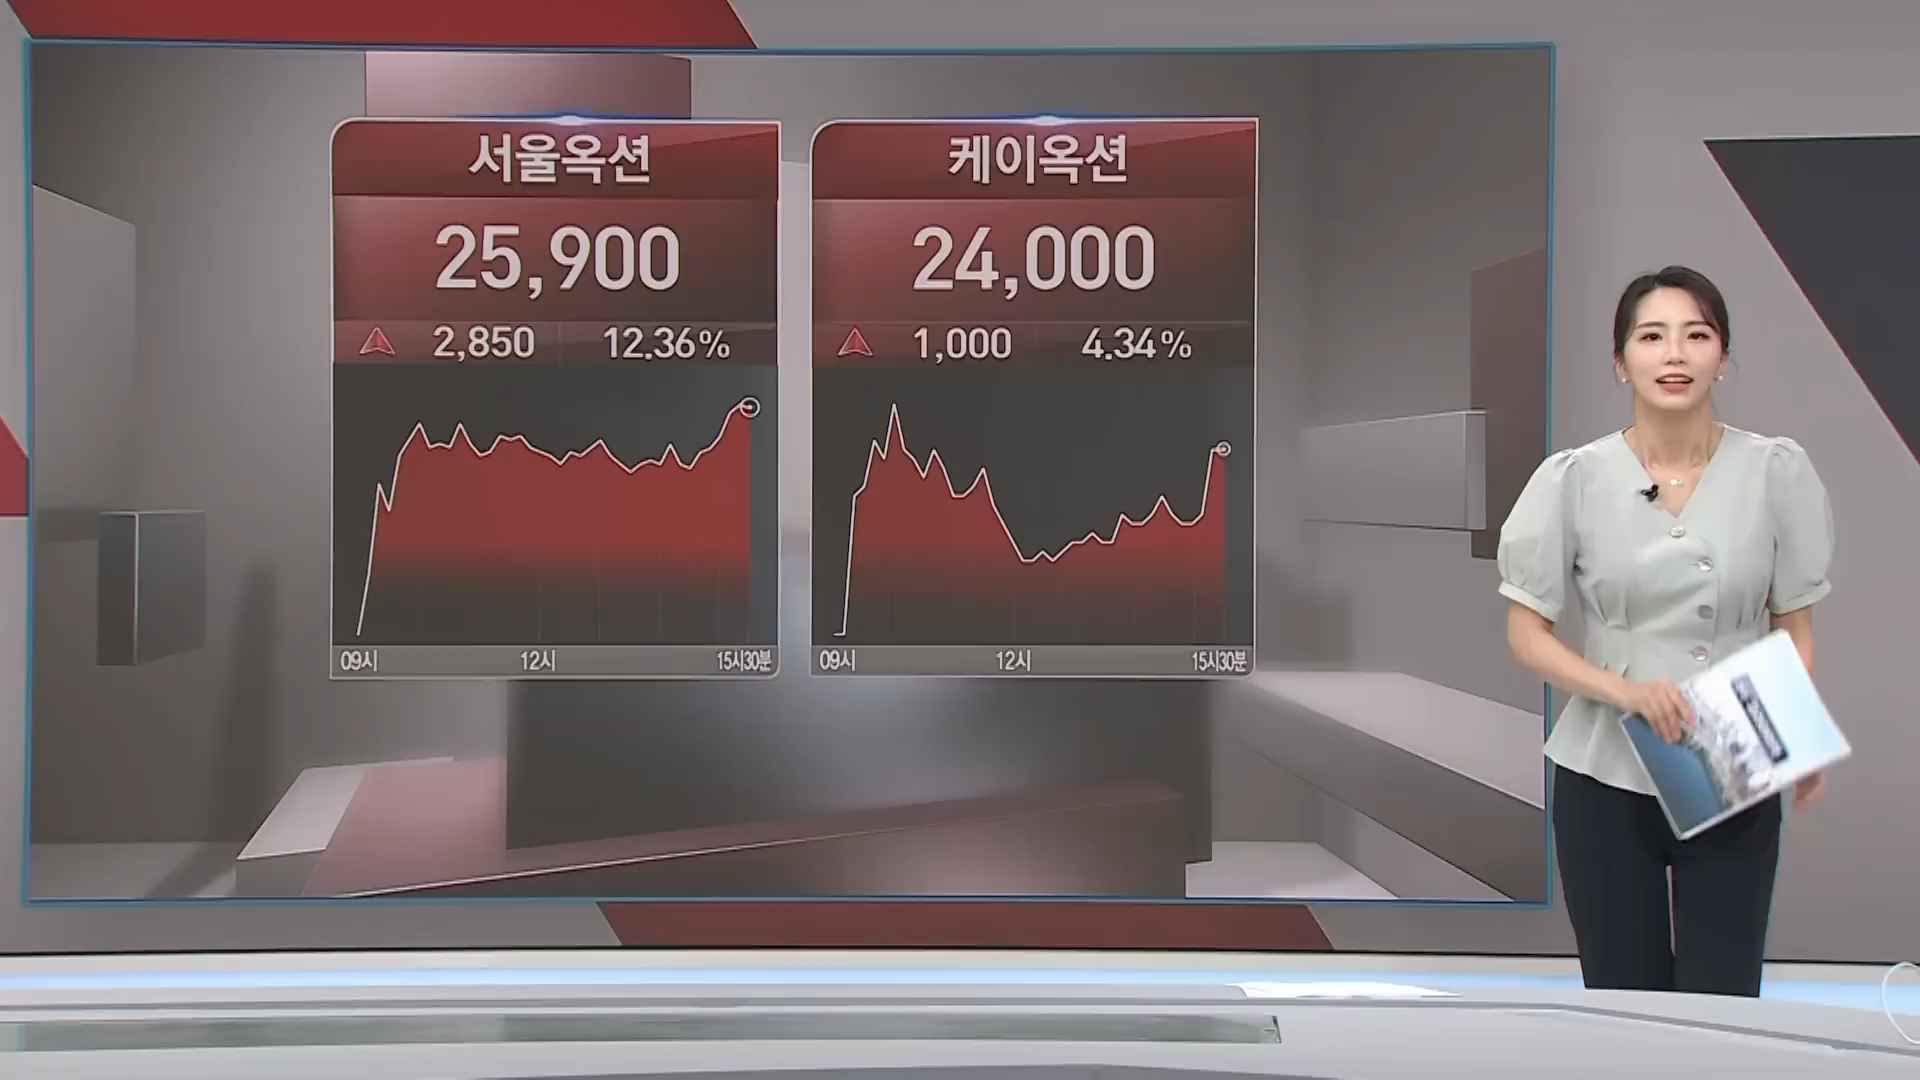 서울옥션
25,900
2,850 12.36%
09시 12시 15시30분
케이옥션
24,000
1,000 4.34%
09시 12시 15시30분